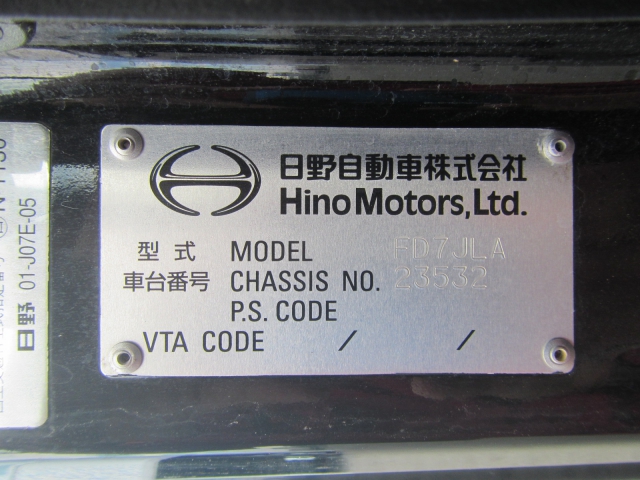 日野自動車株式会社
Hino Motors, Ltd.
型式 MODEL FD7JLA
車台番号 CHASSIS NO. 23532
P.S. CODE
VTA CODE / /
日野 01-J07E-05